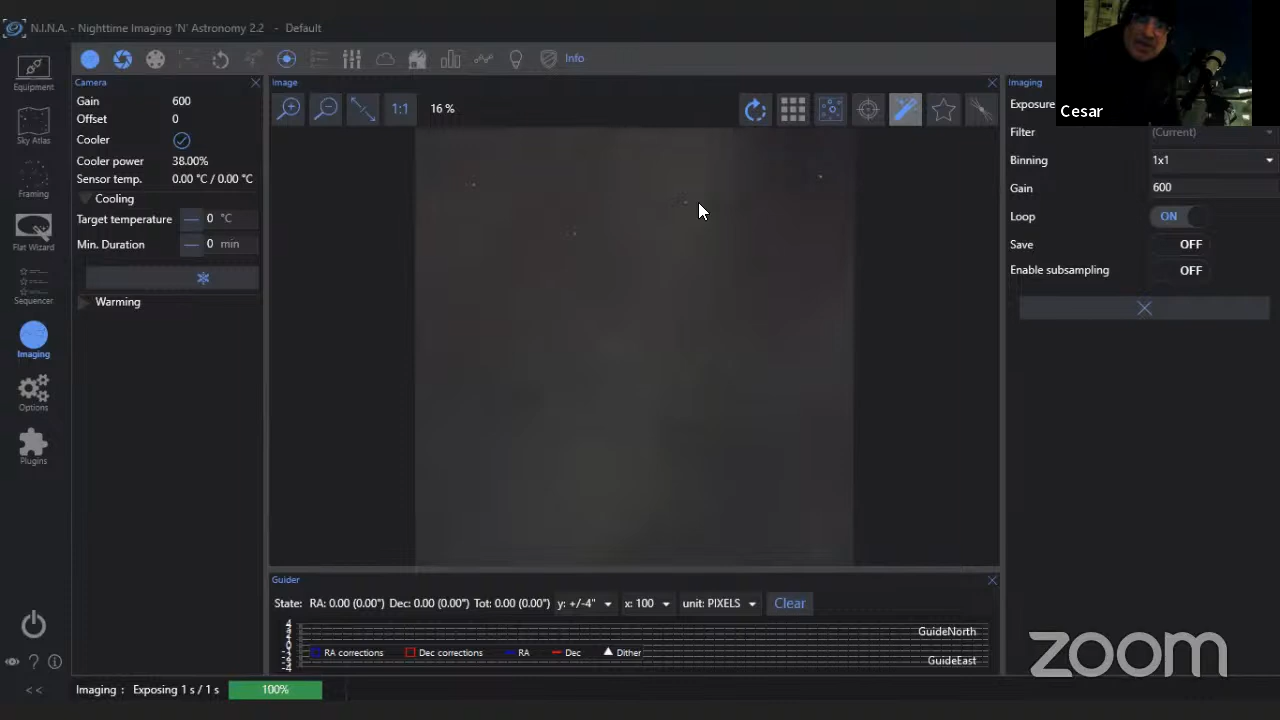 N.I.N.A. - Nighttime Imaging 'N' Astronomy 2.2 - Default
Equipment
Sky Atlas
Framing
Flat Wizard
Sequencer
Imaging
Options
Plugins
<<
Info
Camera
Gain 600
Offset 0
Cooler
Cooler power 38.00%
Sensor temp. 0.00 °C / 0.00 °C
Cooling
Target temperature 0 °C
Min. Duration 0 min
Warming
Image
1:1 16 %
Cesar
Imaging
Exposure
Filter (Current)
Binning 1x1
Gain 600
Loop ON
Save OFF
Enable subsampling OFF
Guider
State: RA: 0.00 (0.00") Dec: 0.00 (0.00") Tot: 0.00 (0.00") y: +/-4" x: 100 unit: PIXELS Clear
GuideNorth
RA corrections Dec corrections RA Dec Dither
GuideEast
zoom
Imaging : Exposing 1 s / 1 s 100%